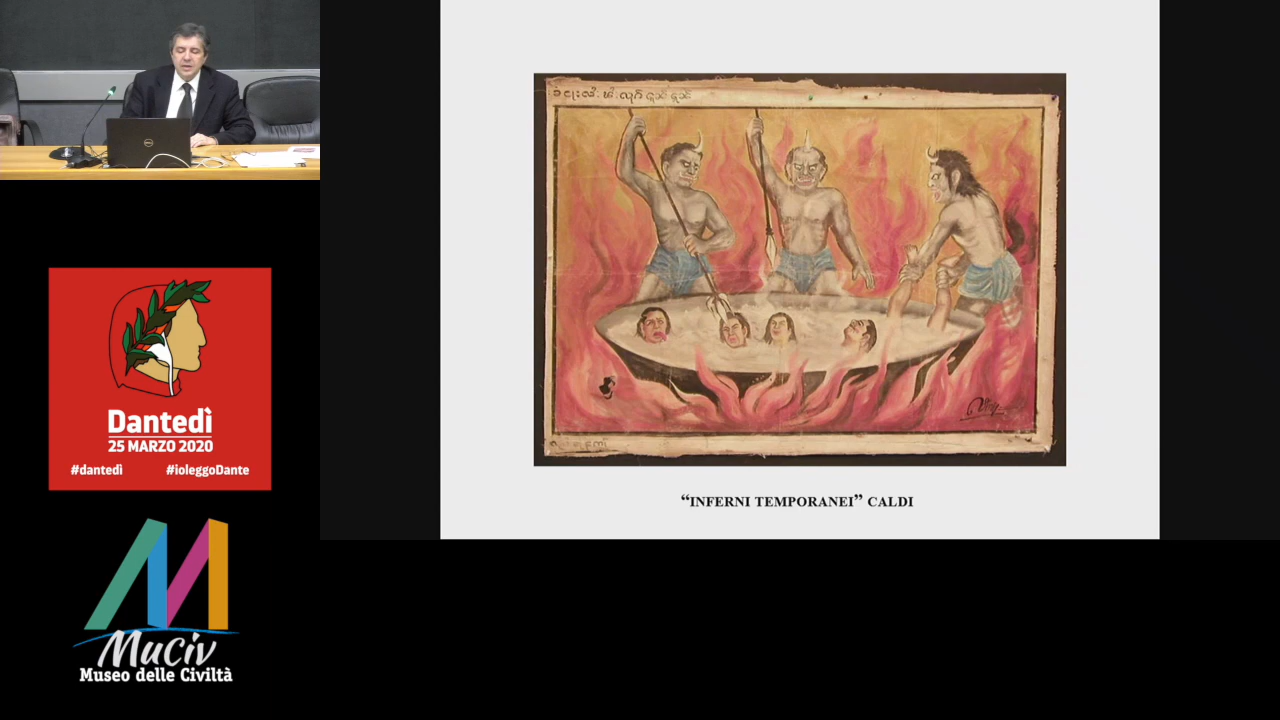 Dantedì
25 MARZO 2020
#dantedì #ioleggoDante
MuCiv
Museo delle Civiltà
“INFERNI TEMPORANEI” CALDI